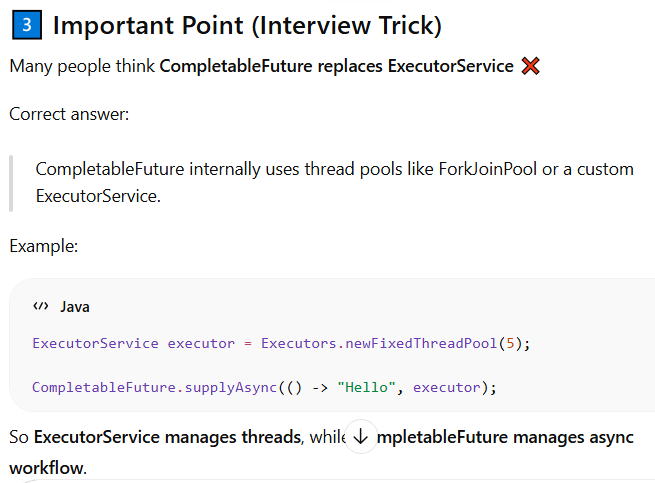 3 Important Point (Interview Trick)
Many people think CompletableFuture replaces ExecutorService ❌
Correct answer:
CompletableFuture internally uses thread pools like ForkJoinPool or a custom
ExecutorService.
Example:
</> Java
ExecutorService executor = Executors.newFixedThreadPool(5);
CompletableFuture.supplyAsync(() -> "Hello", executor);
So ExecutorService manages threads, while mpletableFuture manages async
workflow.